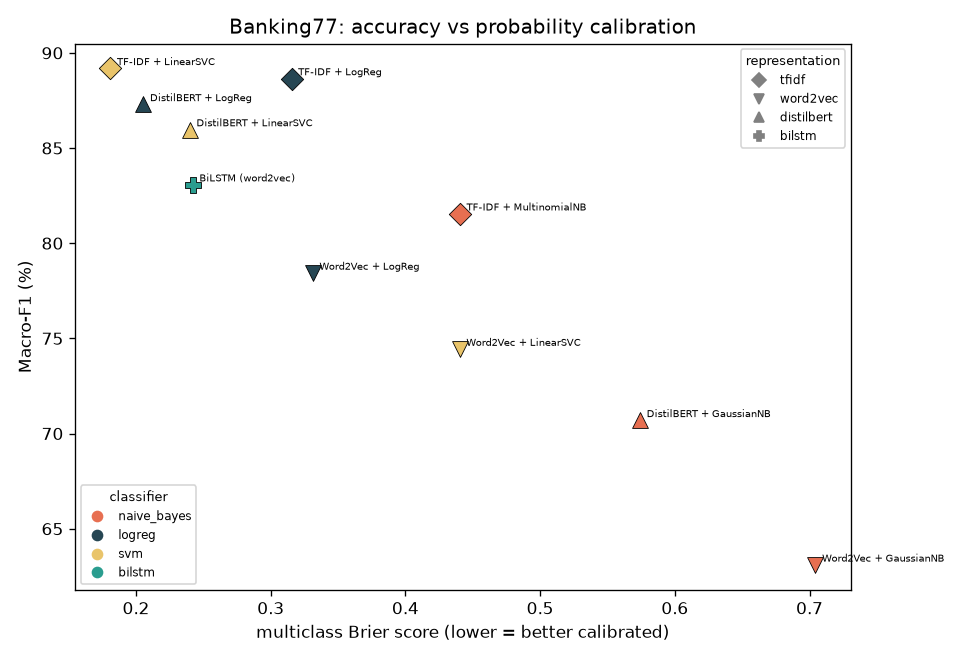 Banking77: accuracy vs probability calibration
90
85
80
75
70
65
Macro-F1 (%)
TF-IDF + LinearSVC
TF-IDF + LogReg
DistilBERT + LogReg
DistilBERT + LinearSVC
BiLSTM (word2vec)
TF-IDF + MultinomialNB
Word2Vec + LogReg
Word2Vec + LinearSVC
DistilBERT + GaussianNB
Word2Vec + GaussianNB
representation
tfidf
word2vec
distilbert
bilstm
classifier
naive_bayes
logreg
svm
bilstm
0.2 0.3 0.4 0.5 0.6 0.7
multiclass Brier score (lower = better calibrated)